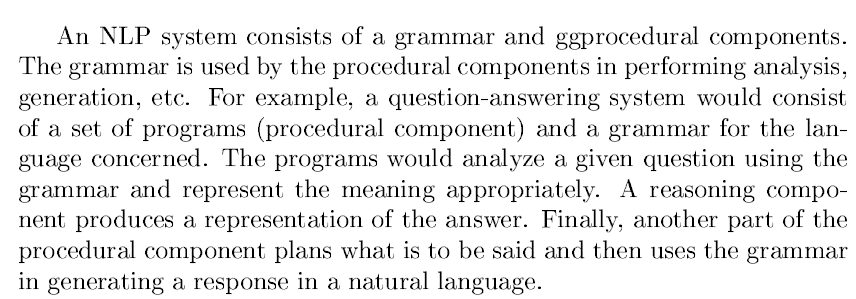 An NLP system consists of a grammar and ggprocedural components.
The grammar is used by the procedural components in performing analysis,
generation, etc. For example, a question-answering system would consist
of a set of programs (procedural component) and a grammar for the lan-
guage concerned. The programs would analyze a given question using the
grammar and represent the meaning appropriately. A reasoning compo-
nent produces a representation of the answer. Finally, another part of the
procedural component plans what is to be said and then uses the grammar
in generating a response in a natural language.